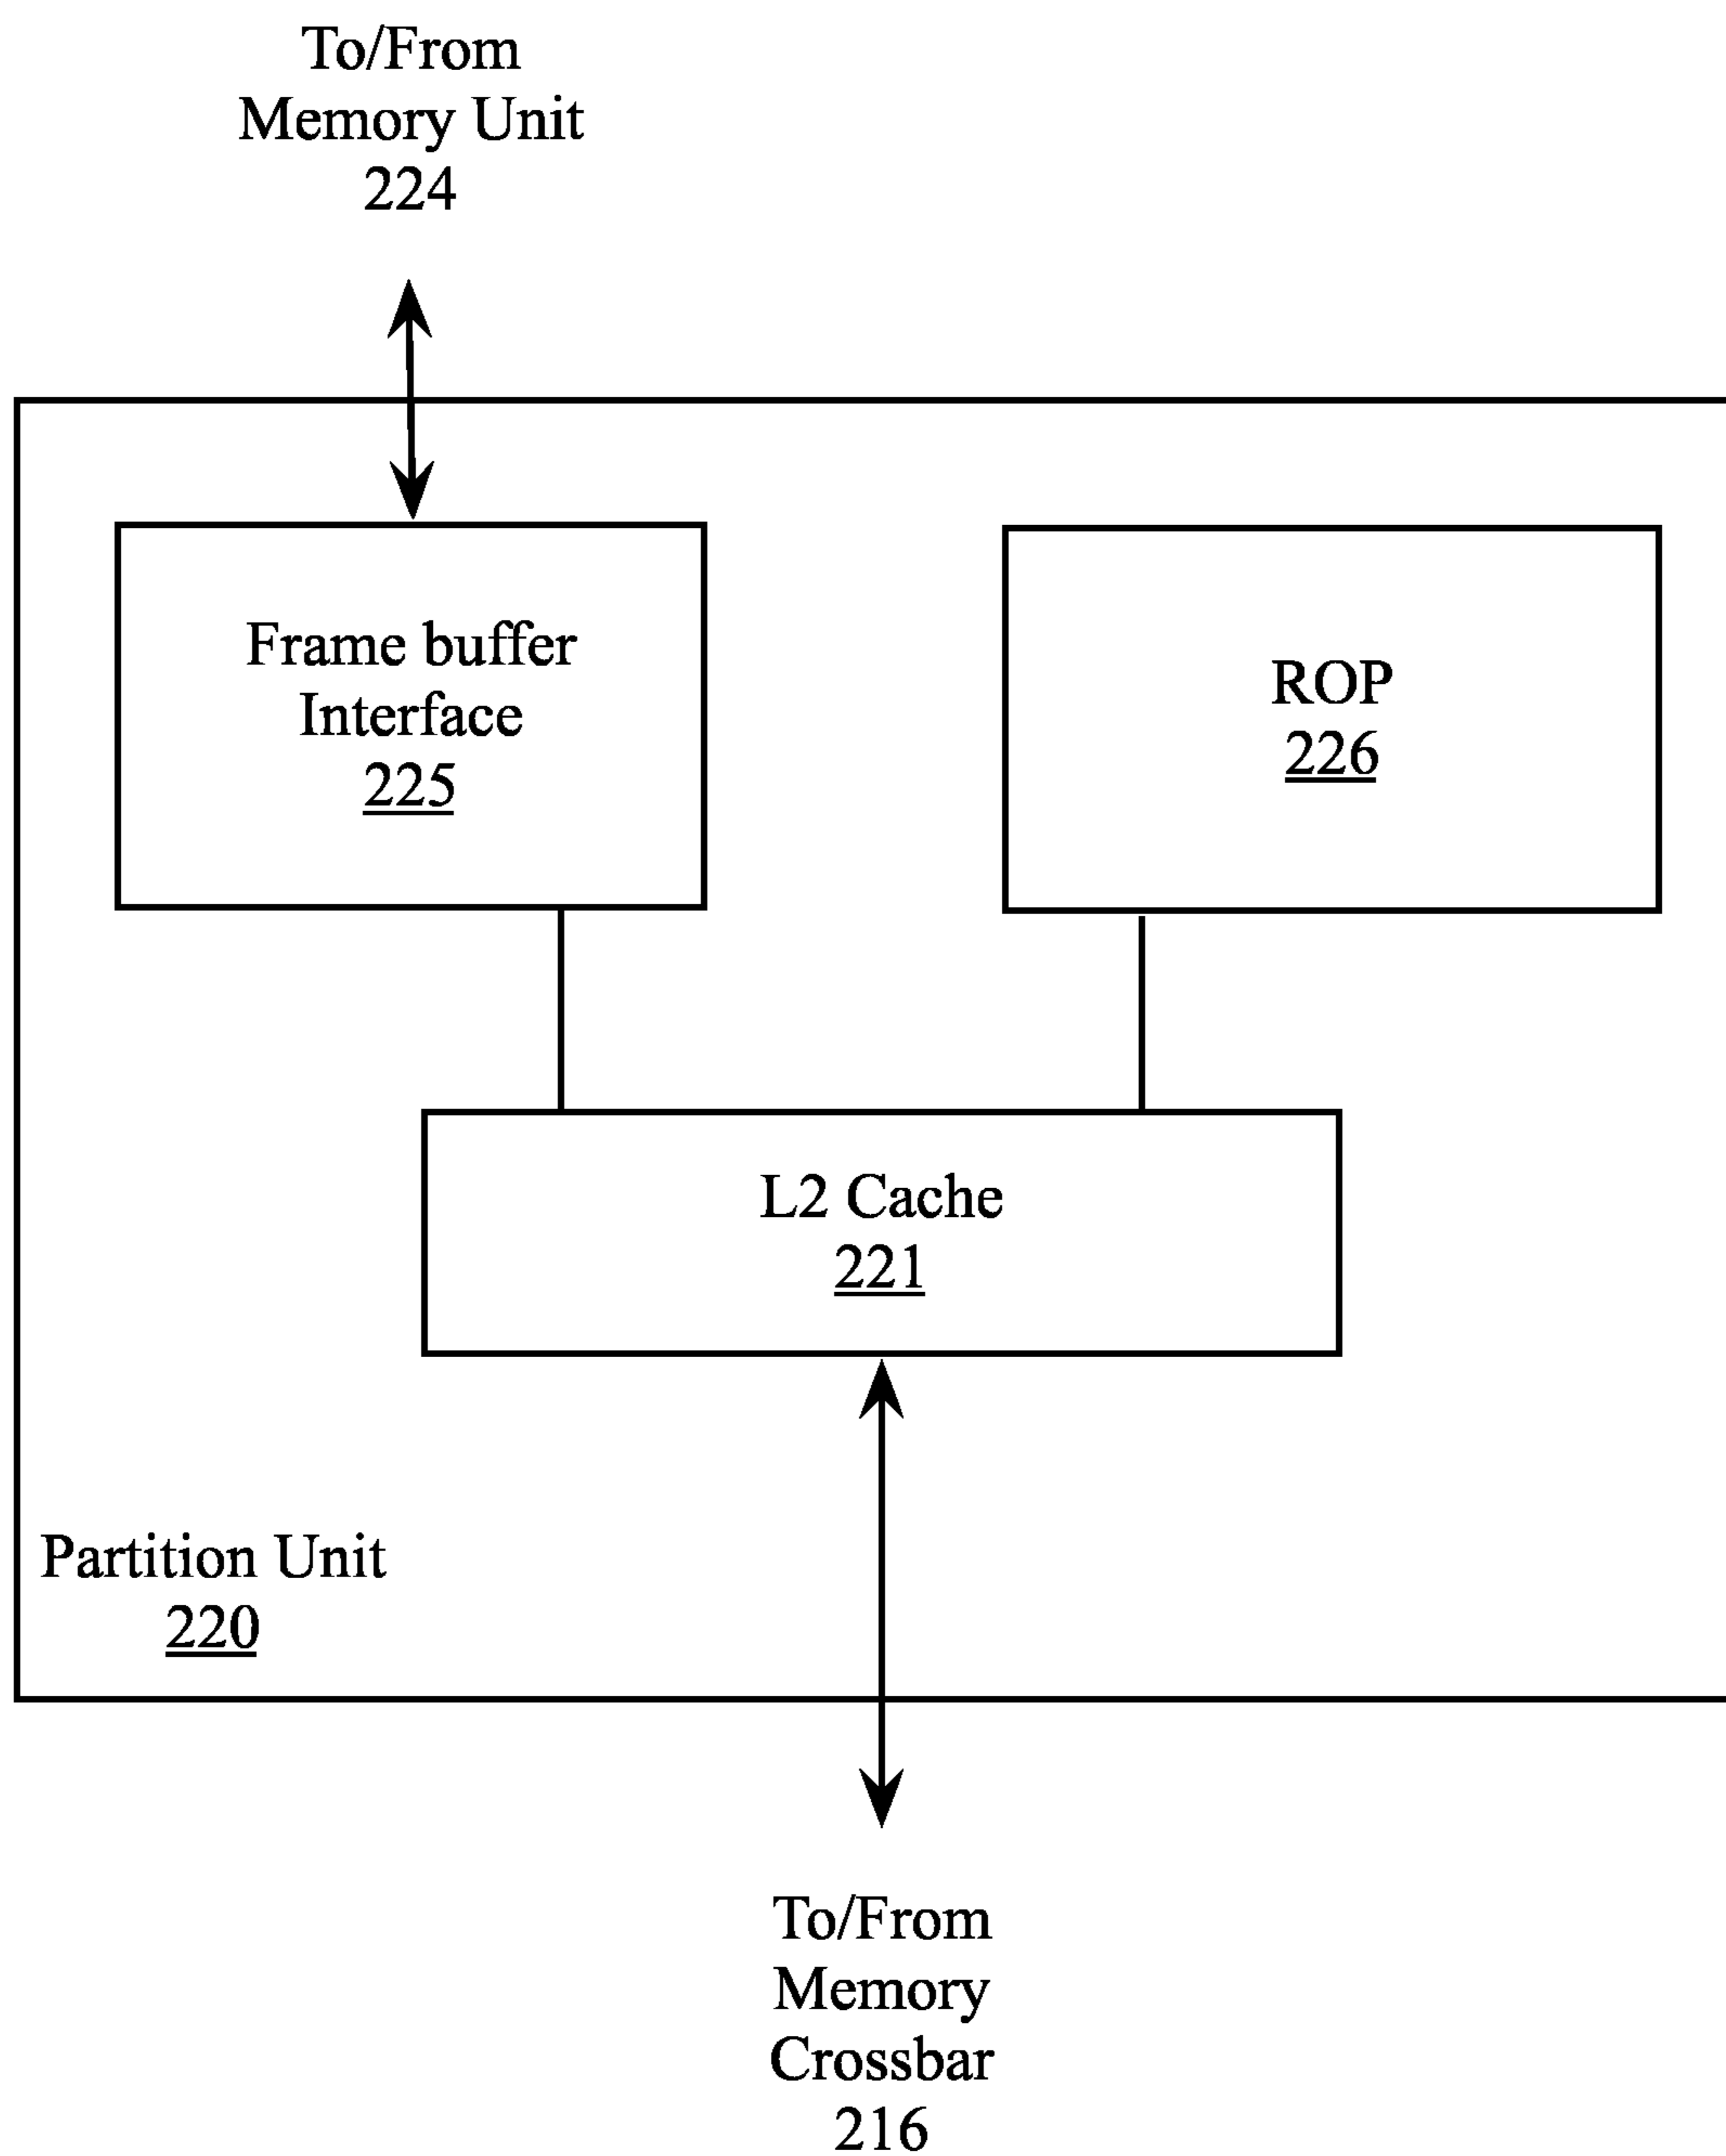 To/From
Memory Unit
224
Frame buffer
Interface
225
ROP
226
L2 Cache
221
Partition Unit
220
To/From
Memory
Crossbar
216